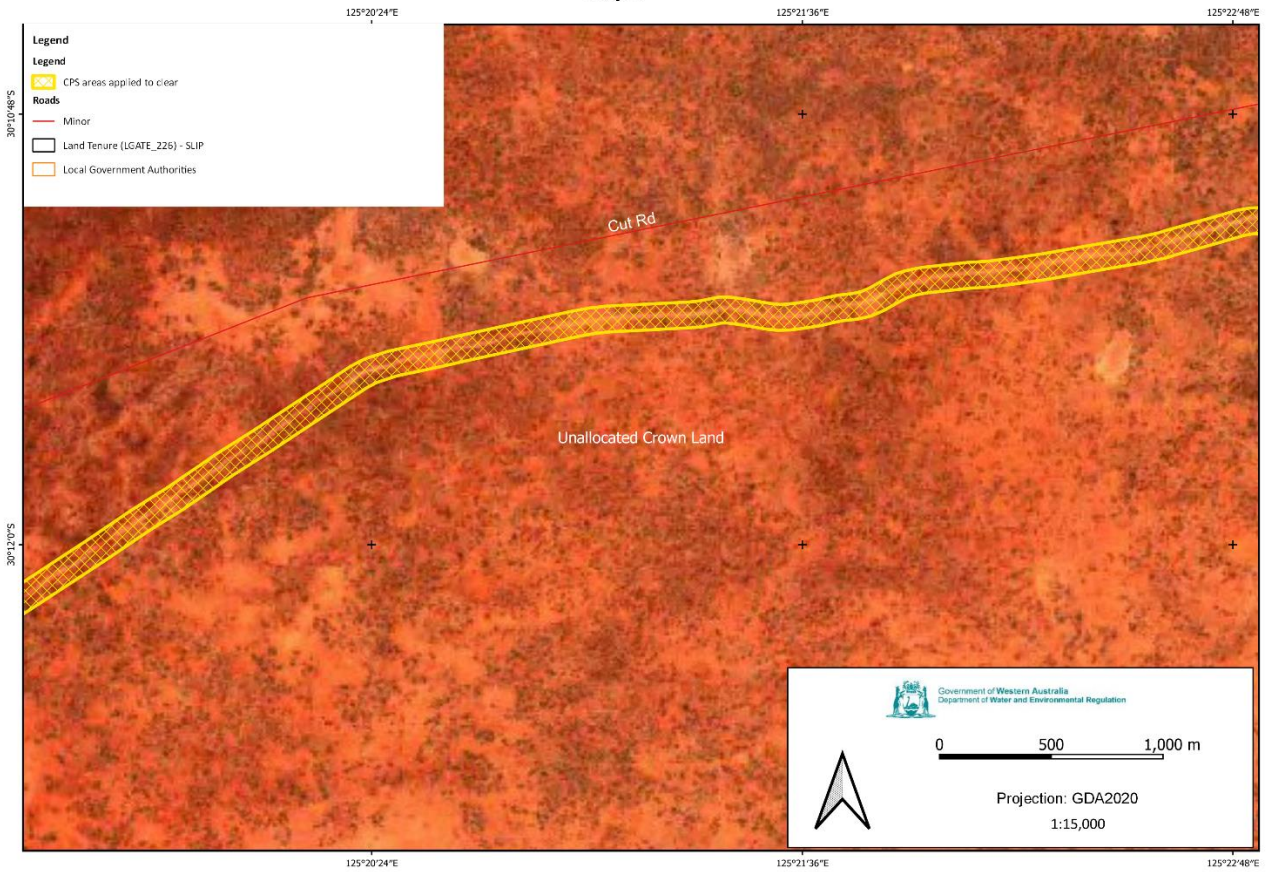 125°20'24"E
125°21'36"E
125°22'48"E
Legend
Legend
CPS areas applied to clear
Roads
Minor
Land Tenure (LGATE_226) - SLIP
Local Government Authorities
30°10'48"S
Cut Rd
Unallocated Crown Land
30°12'0"S
Government of Western Australia
Department of Water and Environmental Regulation
0 500 1,000 m
Projection: GDA2020
1:15,000
125°20'24"E
125°21'36"E
125°22'48"E